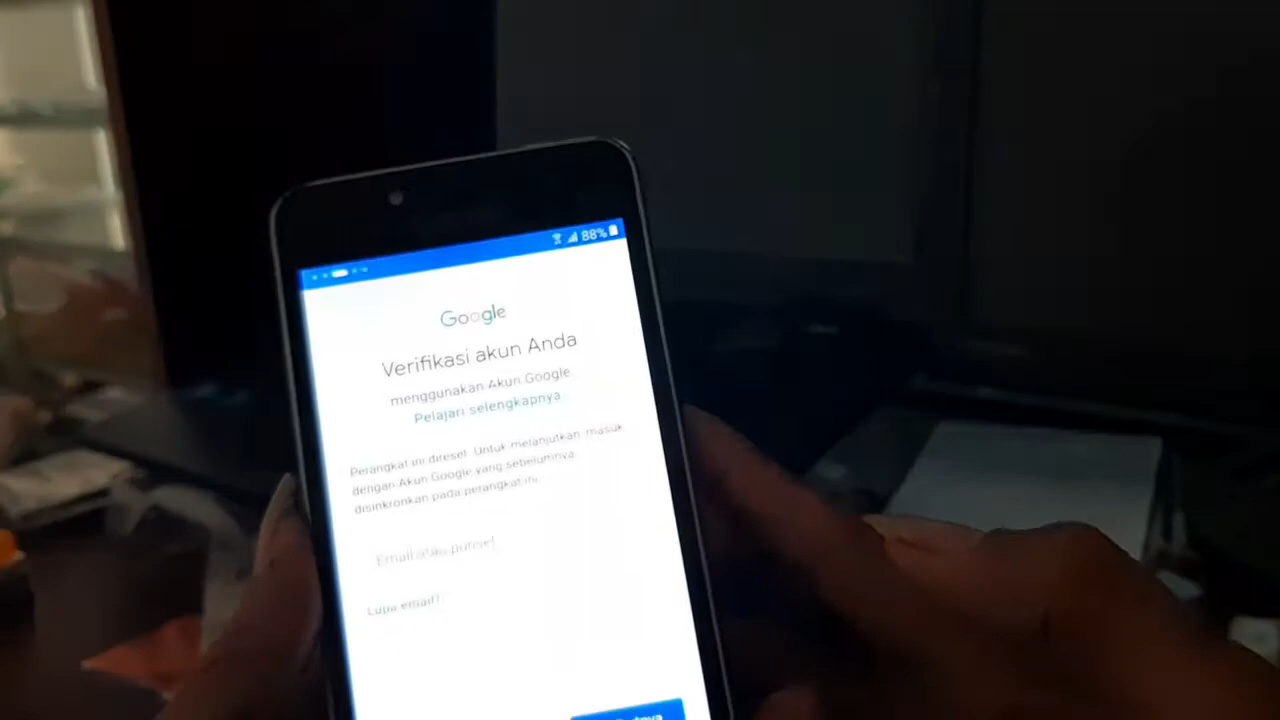 88%
Google
Verifikasi akun Anda
menggunakan Akun Google.
Pelajari selengkapnya
Perangkat ini direset. Untuk melanjutkan, masuk
dengan Akun Google yang sebelumnya
disinkronkan pada perangkat ini.
Email atau ponsel
Lupa email?